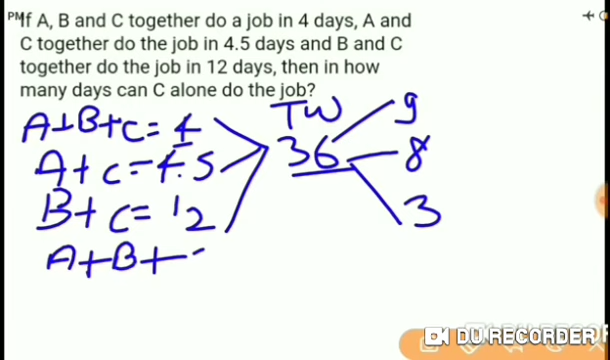 PM
If A, B and C together do a job in 4 days, A and
C together do the job in 4.5 days and B and C
together do the job in 12 days, then in how
many days can C alone do the job?
TW
A+B+C=4
36
9
A+C=4.5
8
B+C=12
3
A+B+
DU RECORDER